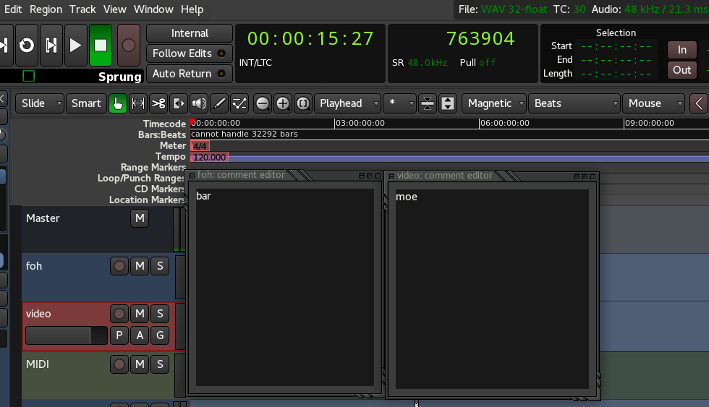 Edit Region Track View Window Help
File: WAV 32-float TC: 30 Audio: 48 kHz / 21.3 ms
Internal
Follow Edits
Auto Return
Sprung
00:00:15:27
INT/LTC
763904
SR 48.0kHz Pull off
Selection
Start --:--:--:--
End --:--:--:--
Length --:--:--:--
In
Out
Slide Smart Playhead * Magnetic Beats Mouse
Timecode 00:00:00:00 03:00:00:00 06:00:00:00 09:00:00:00
Bars:Beats cannot handle 32292 bars
Meter 4/4
Tempo 120.000
Range Markers
Loop/Punch Ranges
CD Markers
Location Markers
foh: comment editor
bar
video: comment editor
moe
Master M
foh M S
video M S
P A G
MIDI M S